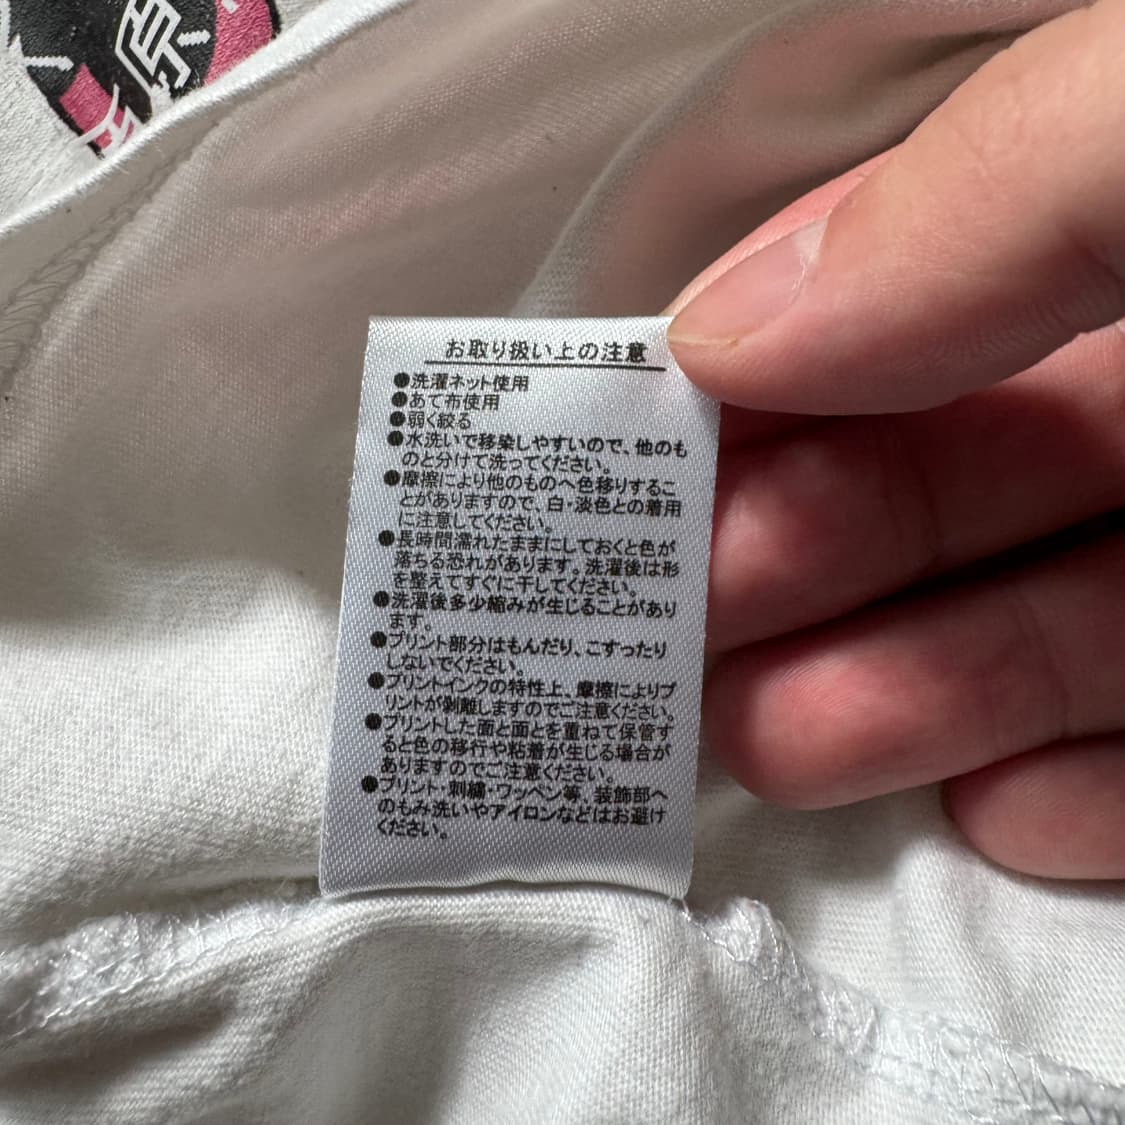 原
お取り扱い上の注意
●洗濯ネット使用
●あて布使用
●弱く絞る
●水洗いで移染しやすいので、他のも
のと分けて洗ってください。
●摩擦により他のものへ色移りするこ
とがありますので、白・淡色との着用
に注意してください。
●長時間濡れたままにしておくと色が
落ちる恐れがあります。洗濯後は形
を整えてすぐに干してください。
●洗濯後多少縮みが生じることがあり
ます。
●プリント部分はもんだり、こすったり
しないでください。
●プリントインクの特性上、摩擦によりプ
リントが剥離しますのでご注意ください。
●プリントした面と面とを重ねて保管す
ると色の移行や粘着が生じる場合が
ありますのでご注意ください。
●プリント・刺繍・ワッペン等、装飾部へ
のもみ洗いやアイロンなどはお避け
ください。